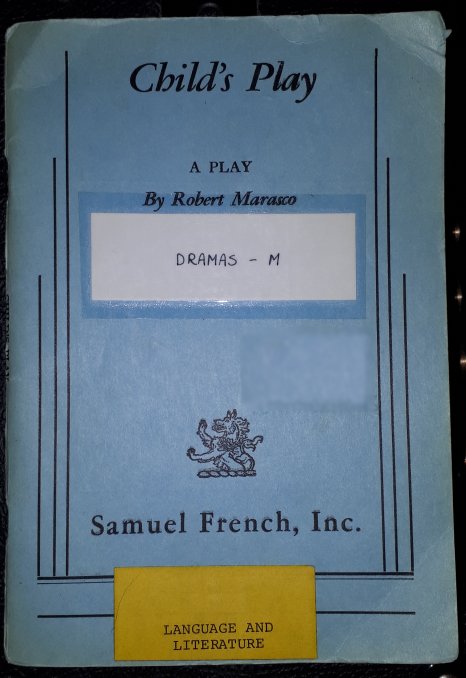 Child's Play
A PLAY
By Robert Marasco
DRAMAS - M
Samuel French, Inc.
LANGUAGE AND
LITERATURE